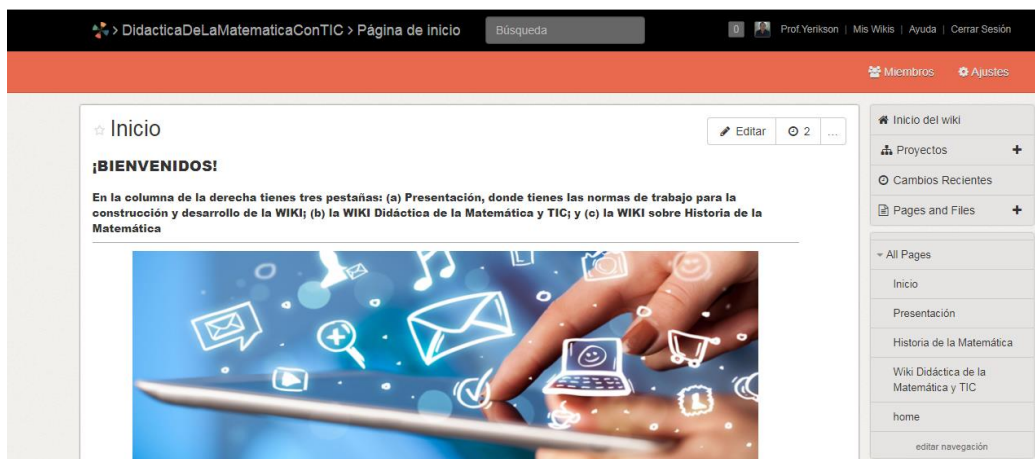 > DidacticaDeLaMatematicaConTIC > Página de inicio
Búsqueda
0
Prof.Yerikson | Mis Wikis | Ayuda | Cerrar Sesión
Miembros
Ajustes
Inicio
Editar
2
...
¡BIENVENIDOS!
En la columna de la derecha tienes tres pestañas: (a) Presentación, donde tienes las normas de trabajo para la
construcción y desarrollo de la WIKI; (b) la WIKI Didáctica de la Matemática y TIC; y (c) la WIKI sobre Historia de la
Matemática
Inicio del wiki
Proyectos +
Cambios Recientes
Pages and Files +
All Pages
Inicio
Presentación
Historia de la Matemática
Wiki Didáctica de la
Matemática y TIC
home
editar navegación